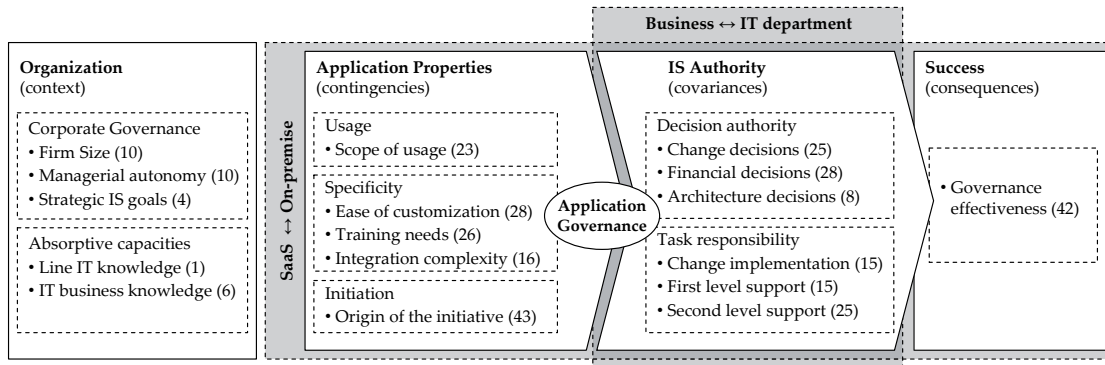 Business ↔ IT department
Organization
(context)
Corporate Governance
• Firm Size (10)
• Managerial autonomy (10)
• Strategic IS goals (4)
Absorptive capacities
• Line IT knowledge (1)
• IT business knowledge (6)
SaaS ↔ On-premise
Application Properties
(contingencies)
Usage
• Scope of usage (23)
Specificity
• Ease of customization (28)
• Training needs (26)
• Integration complexity (16)
Initiation
• Origin of the initiative (43)
Application
Governance
IS Authority
(covariances)
Decision authority
• Change decisions (25)
• Financial decisions (28)
• Architecture decisions (8)
Task responsibility
• Change implementation (15)
• First level support (15)
• Second level support (25)
Success
(consequences)
• Governance
effectiveness (42)